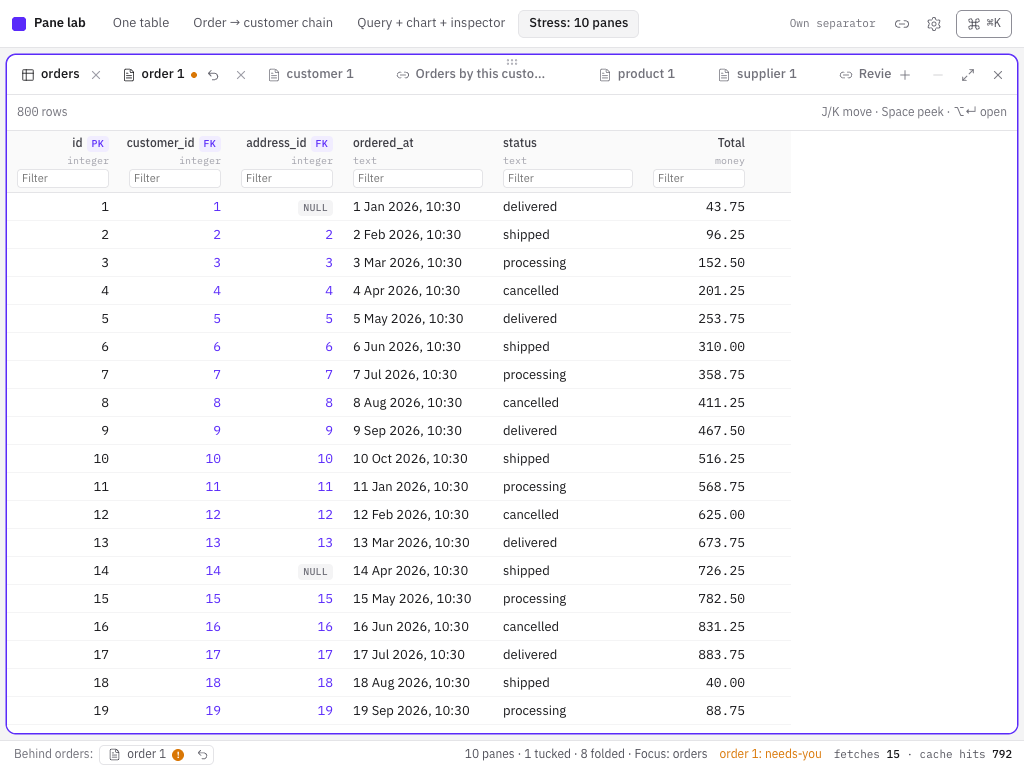 Pane lab One table Order → customer chain Query + chart + inspector Stress: 10 panes Own separator ⌘ ⌘K
orders order 1 customer 1 Orders by this custo... product 1 supplier 1 Revie
800 rows J/K move · Space peek · ⌥↵ open
id PK customer_id FK address_id FK ordered_at status Total
integer integer integer text text money
Filter Filter Filter Filter Filter Filter
1 1 NULL 1 Jan 2026, 10:30 delivered 43.75
2 2 2 2 Feb 2026, 10:30 shipped 96.25
3 3 3 3 Mar 2026, 10:30 processing 152.50
4 4 4 4 Apr 2026, 10:30 cancelled 201.25
5 5 5 5 May 2026, 10:30 delivered 253.75
6 6 6 6 Jun 2026, 10:30 shipped 310.00
7 7 7 7 Jul 2026, 10:30 processing 358.75
8 8 8 8 Aug 2026, 10:30 cancelled 411.25
9 9 9 9 Sep 2026, 10:30 delivered 467.50
10 10 10 10 Oct 2026, 10:30 shipped 516.25
11 11 11 11 Jan 2026, 10:30 processing 568.75
12 12 12 12 Feb 2026, 10:30 cancelled 625.00
13 13 13 13 Mar 2026, 10:30 delivered 673.75
14 14 NULL 14 Apr 2026, 10:30 shipped 726.25
15 15 15 15 May 2026, 10:30 processing 782.50
16 16 16 16 Jun 2026, 10:30 cancelled 831.25
17 17 17 17 Jul 2026, 10:30 delivered 883.75
18 18 18 18 Aug 2026, 10:30 shipped 40.00
19 19 19 19 Sep 2026, 10:30 processing 88.75
Behind orders: order 1 ! 10 panes · 1 tucked · 8 folded · Focus: orders order 1: needs-you fetches 15 · cache hits 792